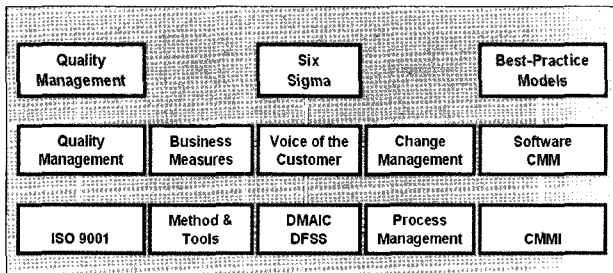 Quality
Management
Six
Sigma
Best-Practice
Models
Quality
Management
Business
Measures
Voice of the
Customer
Change
Management
Software
CMM
ISO 9001
Method &
Tools
DMAIC
DFSS
Process
Management
CMMI